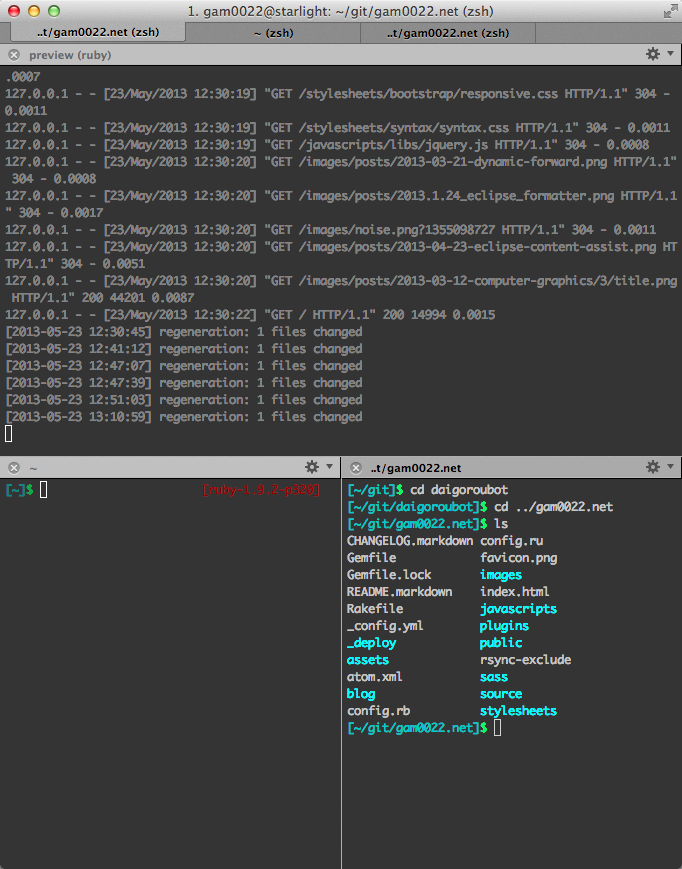 1. gam0022@starlight: ~/git/gam0022.net (zsh)
..t/gam0022.net (zsh) ~ (zsh) ..t/gam0022.net (zsh)
preview (ruby)
.0007
127.0.0.1 - - [23/May/2013 12:30:19] "GET /stylesheets/bootstrap/responsive.css HTTP/1.1" 304 -
0.0011
127.0.0.1 - - [23/May/2013 12:30:19] "GET /stylesheets/syntax/syntax.css HTTP/1.1" 304 - 0.0011
127.0.0.1 - - [23/May/2013 12:30:19] "GET /javascripts/libs/jquery.js HTTP/1.1" 304 - 0.0008
127.0.0.1 - - [23/May/2013 12:30:20] "GET /images/posts/2013-03-21-dynamic-forward.png HTTP/1.1"
304 - 0.0008
127.0.0.1 - - [23/May/2013 12:30:20] "GET /images/posts/2013.1.24_eclipse_formatter.png HTTP/1.1
" 304 - 0.0017
127.0.0.1 - - [23/May/2013 12:30:20] "GET /images/noise.png?1355098727 HTTP/1.1" 304 - 0.0011
127.0.0.1 - - [23/May/2013 12:30:20] "GET /images/posts/2013-04-23-eclipse-content-assist.png HT
TP/1.1" 304 - 0.0051
127.0.0.1 - - [23/May/2013 12:30:20] "GET /images/posts/2013-03-12-computer-graphics/3/title.png
HTTP/1.1" 200 44201 0.0087
127.0.0.1 - - [23/May/2013 12:30:22] "GET / HTTP/1.1" 200 14994 0.0015
[2013-05-23 12:30:45] regeneration: 1 files changed
[2013-05-23 12:41:12] regeneration: 1 files changed
[2013-05-23 12:47:07] regeneration: 1 files changed
[2013-05-23 12:47:39] regeneration: 1 files changed
[2013-05-23 12:51:03] regeneration: 1 files changed
[2013-05-23 13:10:59] regeneration: 1 files changed
~
[~]$ [ruby-1.9.2-p320]
..t/gam0022.net
[~/git]$ cd daigoroubot
[~/git/daigoroubot]$ cd ../gam0022.net
[~/git/gam0022.net]$ ls
CHANGELOG.markdown config.ru
Gemfile favicon.png
Gemfile.lock images
README.markdown index.html
Rakefile javascripts
_config.yml plugins
_deploy public
assets rsync-exclude
atom.xml sass
blog source
config.rb stylesheets
[~/git/gam0022.net]$